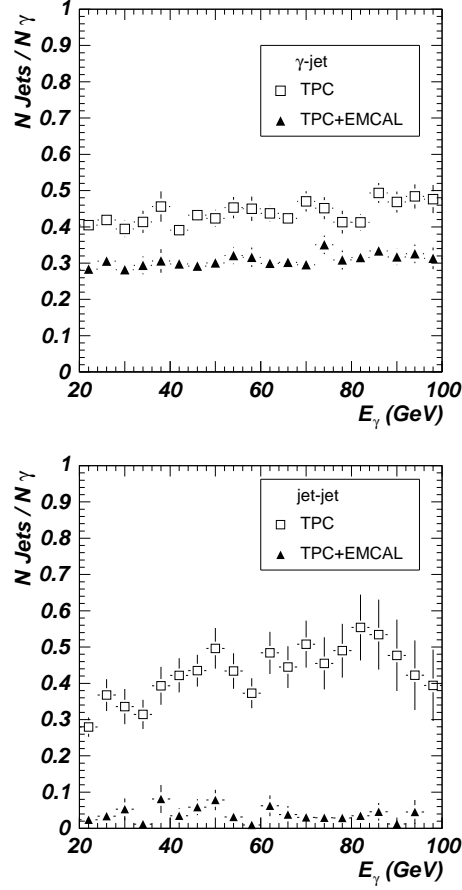 N Jets / N γ
1
0.9
0.8
0.7
0.6
0.5
0.4
0.3
0.2
0.1
0
γ-jet
TPC
TPC+EMCAL
20 40 60 80 100
E_γ (GeV)
N Jets / N γ
1
0.9
0.8
0.7
0.6
0.5
0.4
0.3
0.2
0.1
0
jet-jet
TPC
TPC+EMCAL
20 40 60 80 100
E_γ (GeV)